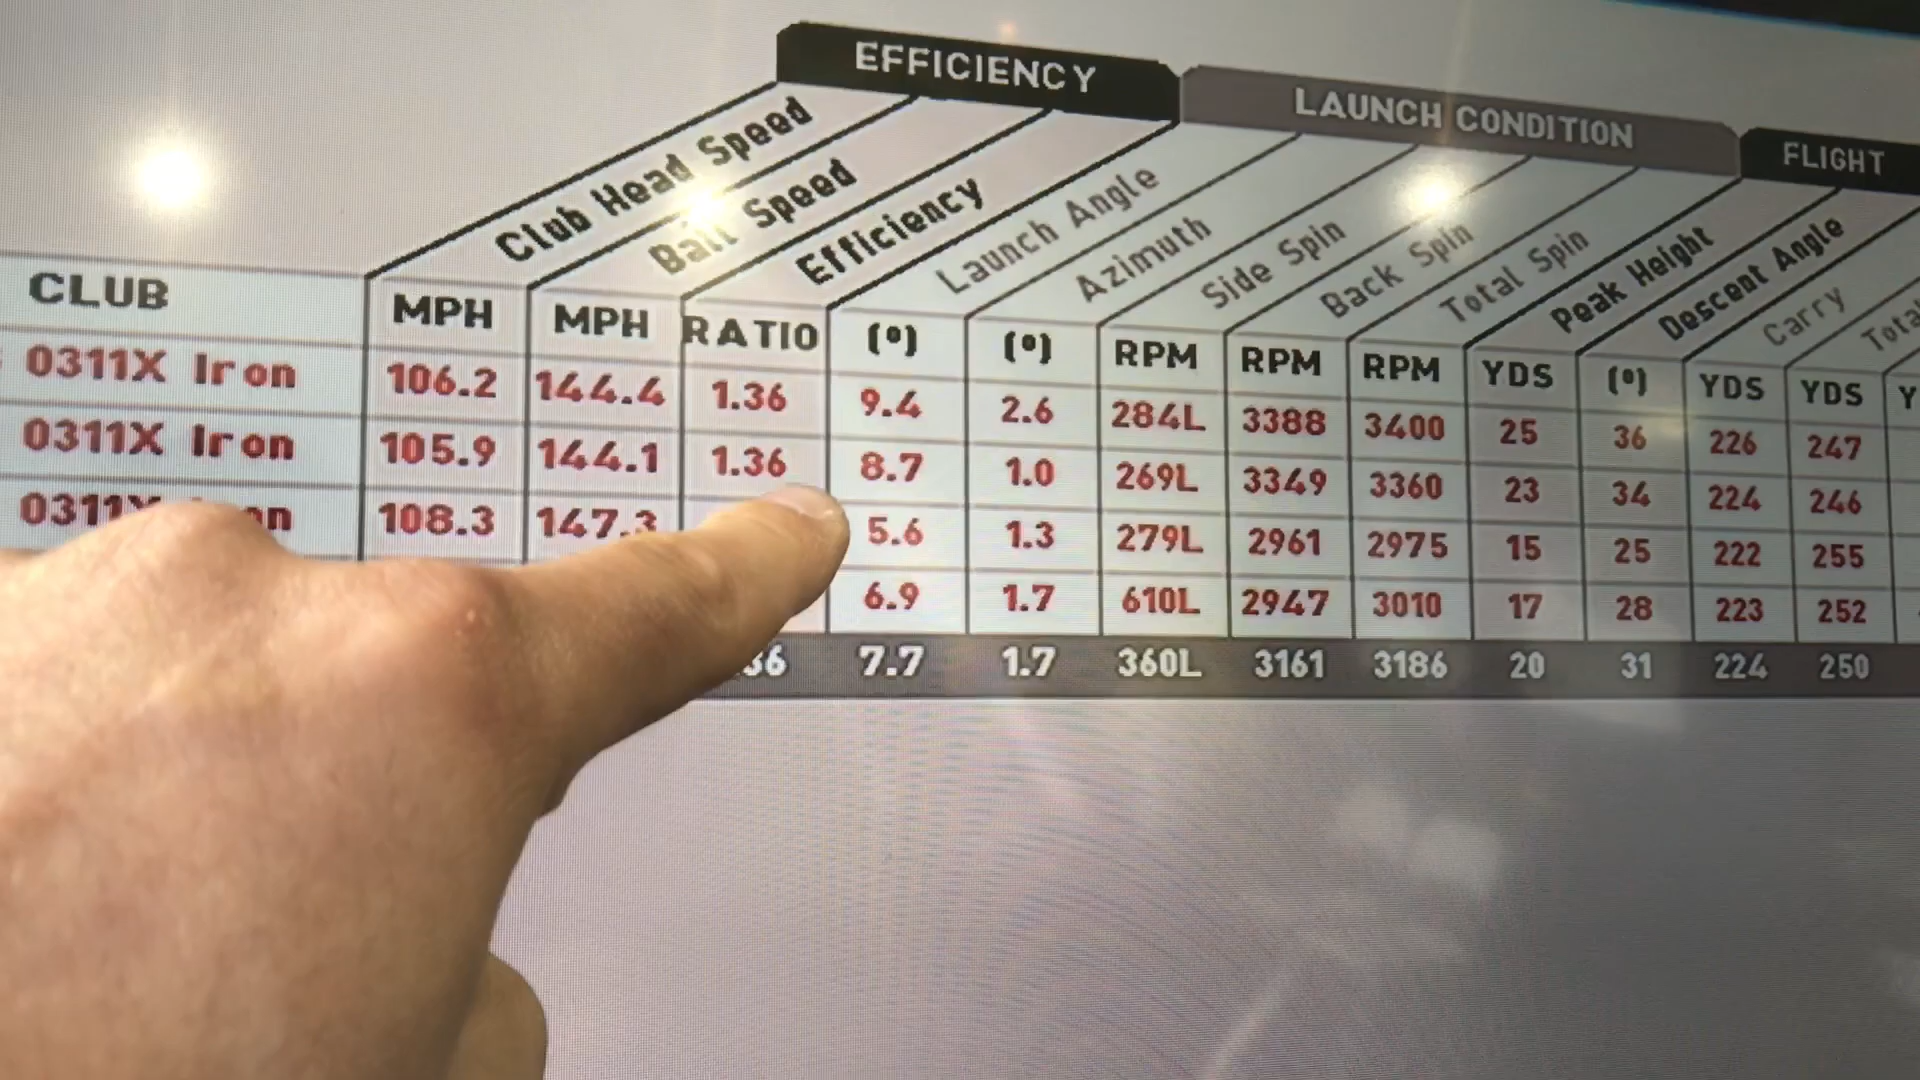 EFFICIENCY LAUNCH CONDITION FLIGHT
Club Head Speed Ball Speed Efficiency Launch Angle Azimuth Side Spin Back Spin Total Spin Peak Height Descent Angle Carry Total
CLUB MPH MPH RATIO (º) (º) RPM RPM RPM YDS (º) YDS YDS Y
0311X Iron 106.2 144.4 1.36 9.4 2.6 284L 3388 3400 25 36 226 247
0311X Iron 105.9 144.1 1.36 8.7 1.0 269L 3349 3360 23 34 224 246
0311X 108.3 147.3 5.6 1.3 279L 2961 2975 15 25 222 255
6.9 1.7 610L 2947 3010 17 28 223 252
36 7.7 1.7 360L 3161 3186 20 31 224 250